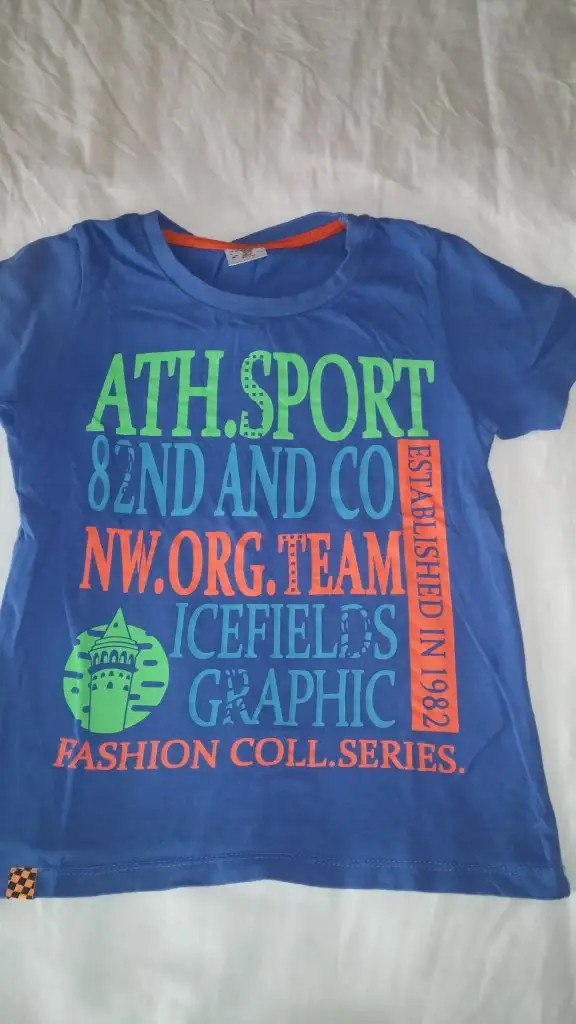 ATH.SPORT
82ND AND CO
NW.ORG.TEAM
ICEFIELDS
GRAPHIC
FASHION COLL.SERIES.
ESTABLISHED IN 1982